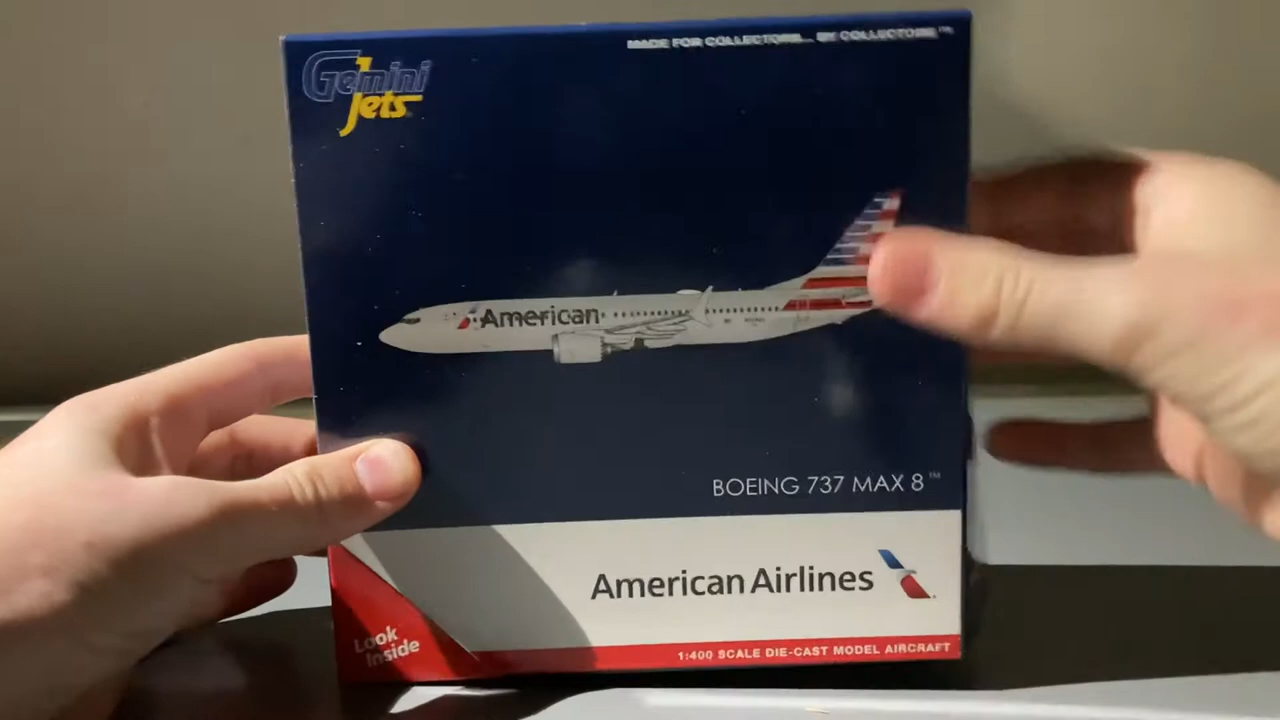 Gemini
Jets
MADE FOR COLLECTORS... BY COLLECTORS™
American
BOEING 737 MAX 8™
American Airlines
Look
Inside
1:400 SCALE DIE-CAST MODEL AIRCRAFT